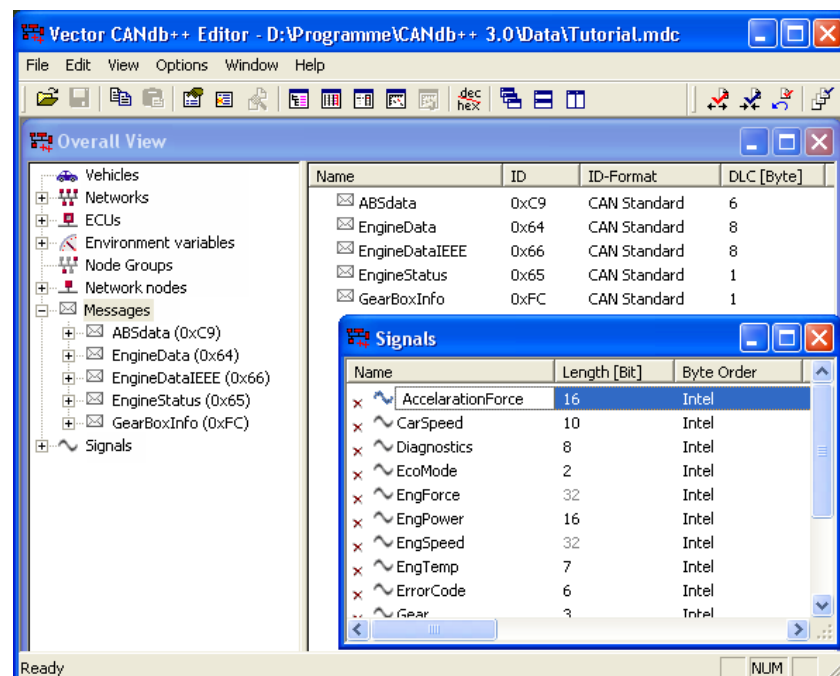 Vector CANdb++ Editor - D:\Programme\CANdb++ 3.0\Data\Tutorial.mdc
File Edit View Options Window Help
dec
hex
Overall View
Vehicles
Networks
ECUs
Environment variables
Node Groups
Network nodes
Messages
ABSdata (0xC9)
EngineData (0x64)
EngineDataIEEE (0x66)
EngineStatus (0x65)
GearBoxInfo (0xFC)
Signals
Name ID ID-Format DLC [Byte]
ABSdata 0xC9 CAN Standard 6
EngineData 0x64 CAN Standard 8
EngineDataIEEE 0x66 CAN Standard 8
EngineStatus 0x65 CAN Standard 1
GearBoxInfo 0xFC CAN Standard 1
Signals
Name Length [Bit] Byte Order
AccelarationForce 16 Intel
CarSpeed 10 Intel
Diagnostics 8 Intel
EcoMode 2 Intel
EngForce 32 Intel
EngPower 16 Intel
EngSpeed 32 Intel
EngTemp 7 Intel
ErrorCode 6 Intel
Gear 3 Intel
Ready NUM